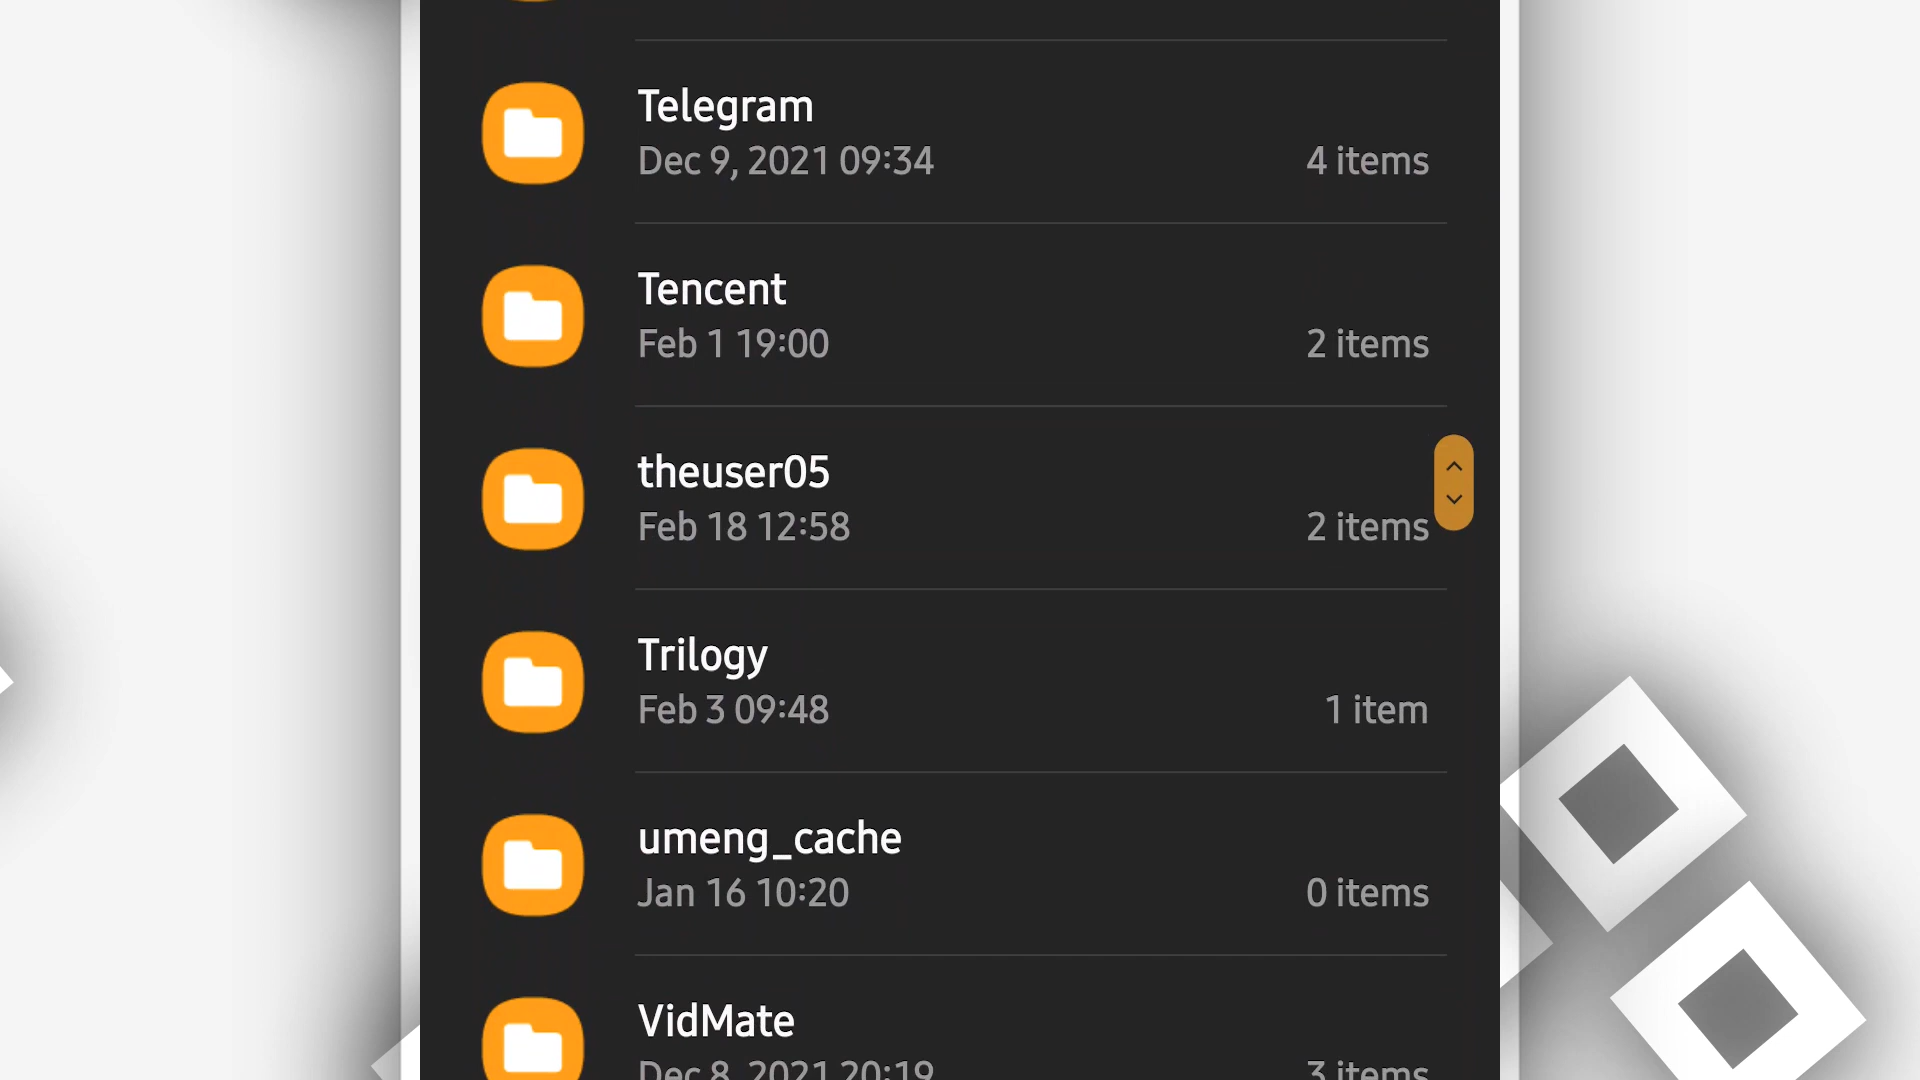 Telegram
Dec 9, 2021 09:34
4 items
Tencent
Feb 1 19:00
2 items
theuser05
Feb 18 12:58
2 items
Trilogy
Feb 3 09:48
1 item
umeng_cache
Jan 16 10:20
0 items
VidMate
Dec 8, 2021 20:19
3 items